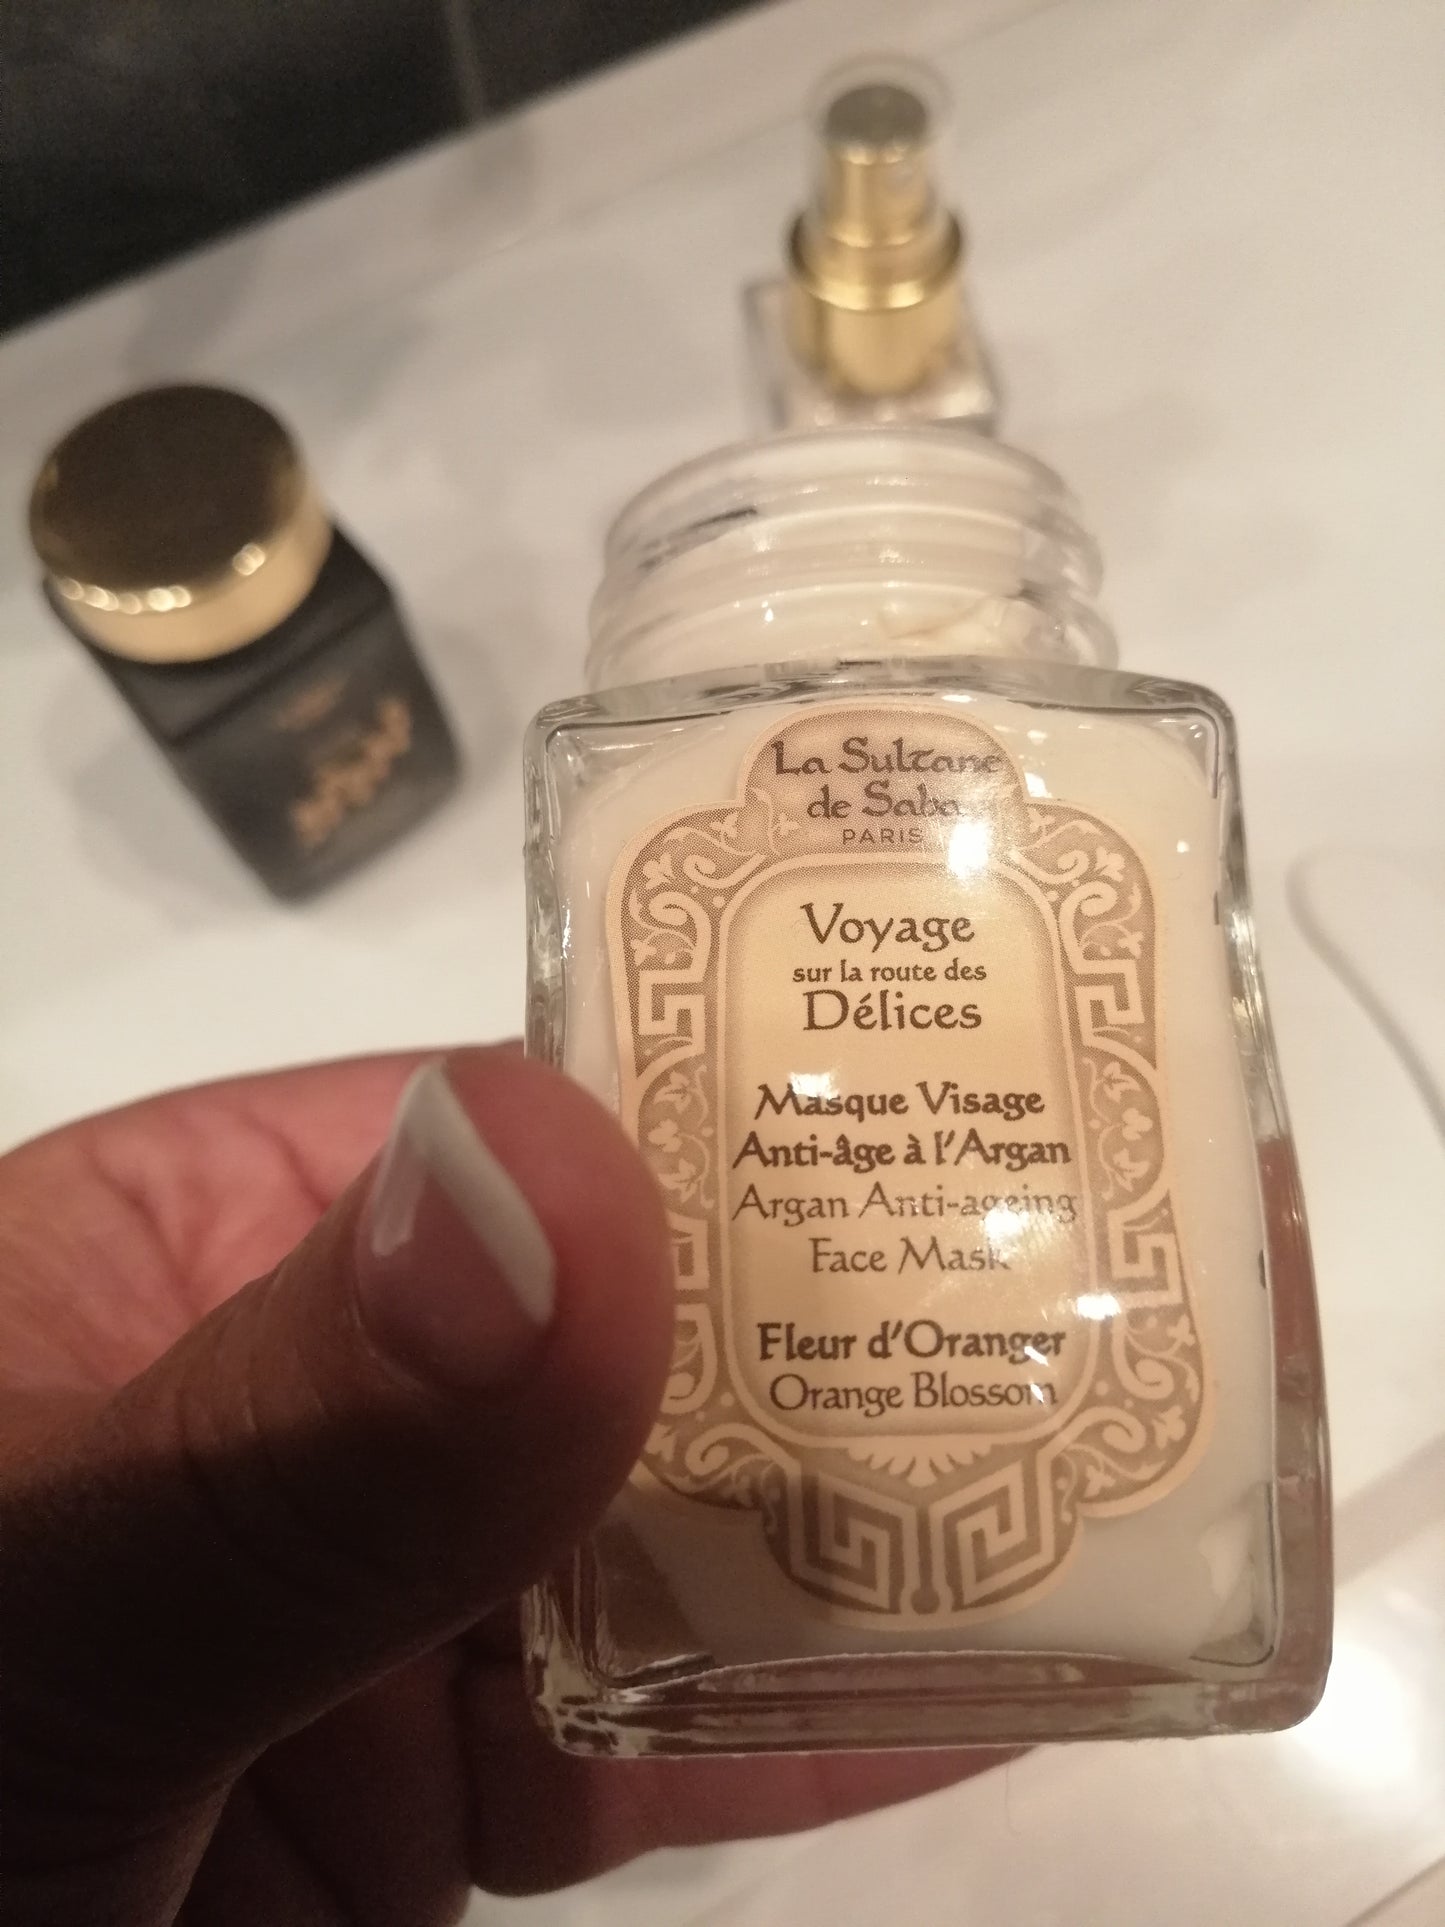 La Sultane
de Saba
PARIS
Voyage
sur la route des
Délices
Masque Visage
Anti-âge à l'Argan
Argan Anti-ageing
Face Mask
Fleur d'Oranger
Orange Blossom